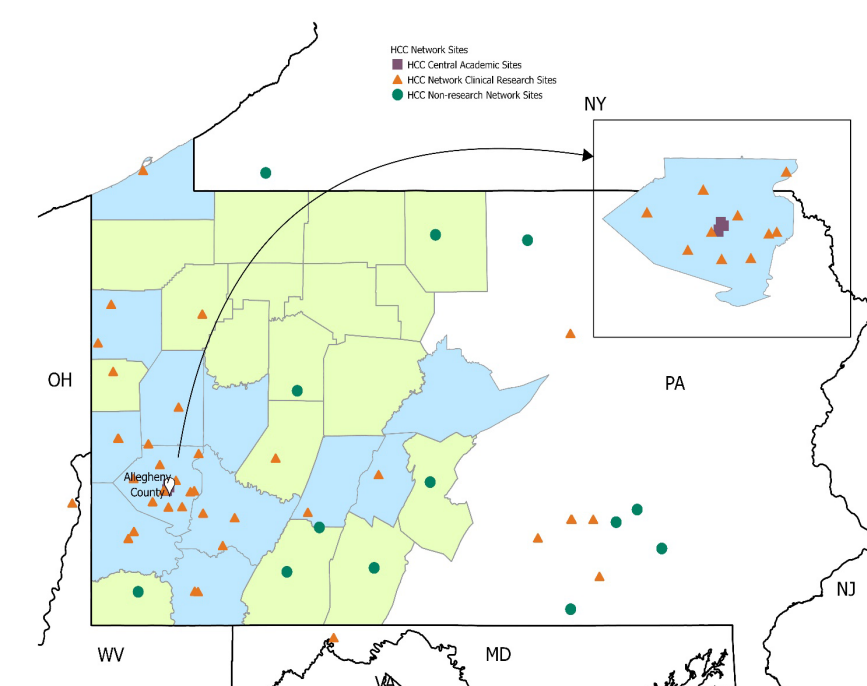 HCC Network Sites
HCC Central Academic Sites
HCC Network Clinical Research Sites
HCC Non-research Network Sites
NY
OH
PA
Allegheny
County
NJ
WV
MD
VA